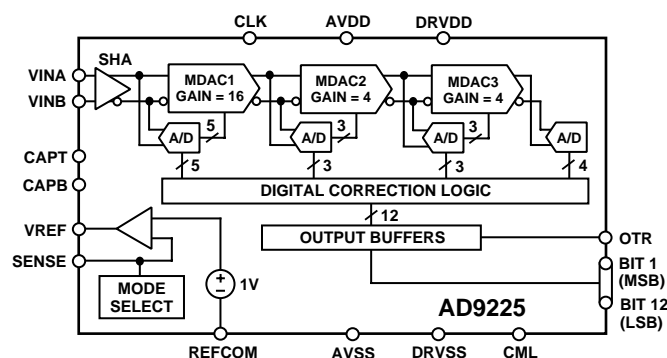 CLK AVDD DRVDD
SHA
VINA
VINB
MDAC1
GAIN = 16
MDAC2
GAIN = 4
MDAC3
GAIN = 4
5 3 3
A/D A/D A/D A/D
5 3 3 4
CAPT
CAPB
DIGITAL CORRECTION LOGIC
12
VREF
OUTPUT BUFFERS
OTR
SENSE
BIT 1
(MSB)
MODE
SELECT
1V
AD9225
BIT 12
(LSB)
REFCOM AVSS DRVSS CML